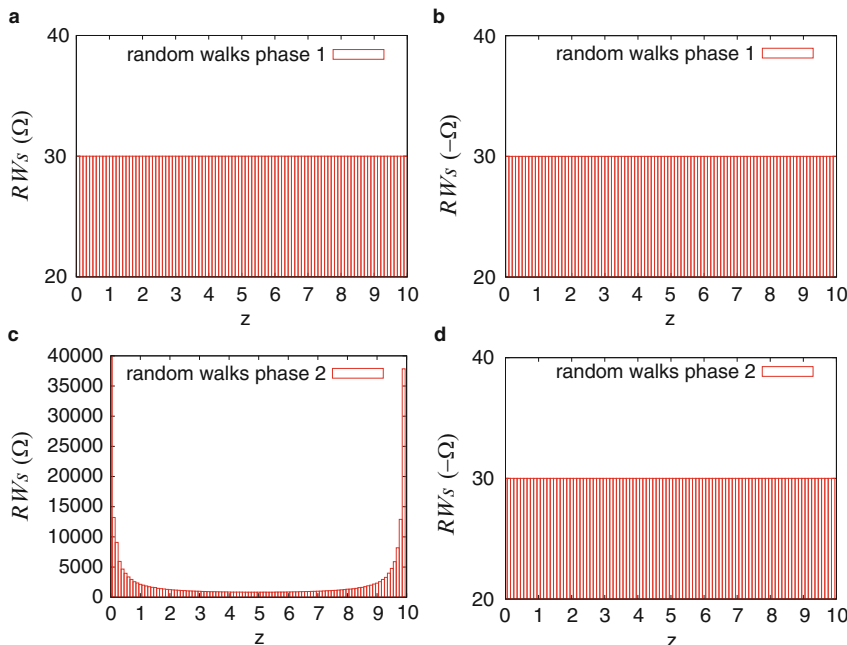 a
40
random walks phase 1
30
20
RWs (Ω)
0 1 2 3 4 5 6 7 8 9 10
z
b
40
random walks phase 1
30
20
RWs (−Ω)
0 1 2 3 4 5 6 7 8 9 10
z
c
40000
random walks phase 2
35000
30000
25000
20000
15000
10000
5000
0
RWs (Ω)
0 1 2 3 4 5 6 7 8 9 10
z
d
40
random walks phase 2
30
20
RWs (−Ω)
0 1 2 3 4 5 6 7 8 9 10
z